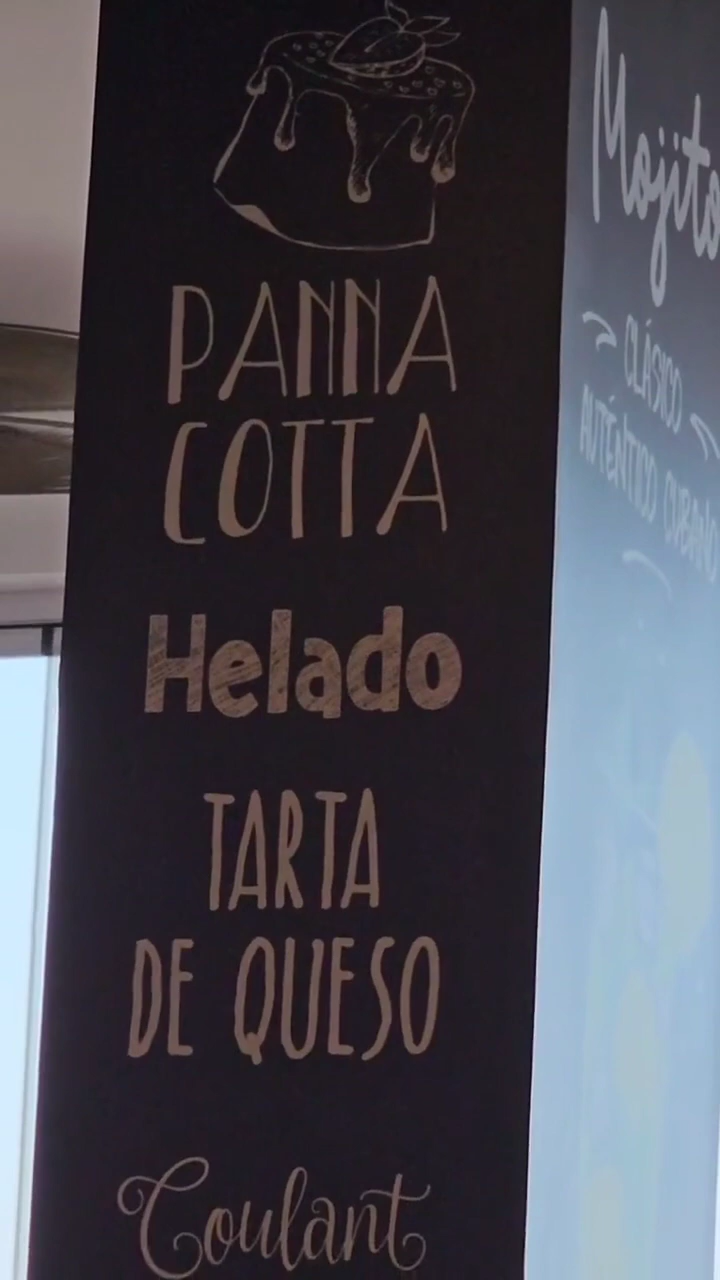 PANNA
COTTA
Helado
TARTA
DE QUESO
Coulant
Mojito
CLÁSICO
AUTÉNTICO CUBANO